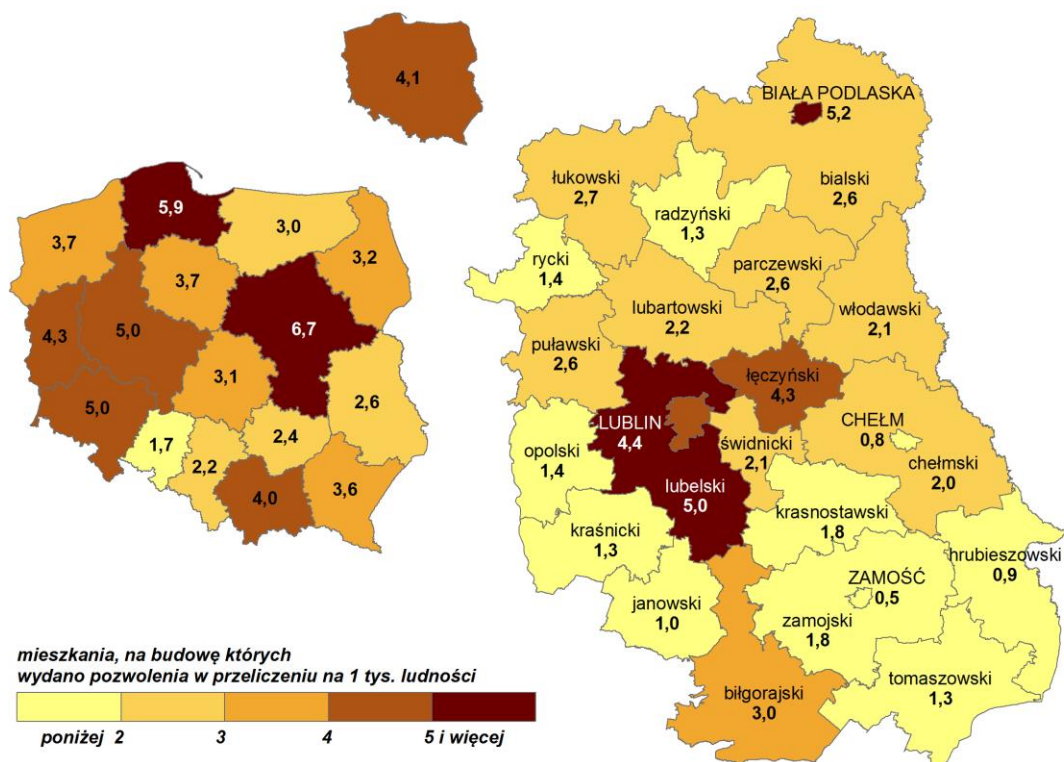 4,1
5,9
3,7
3,0
3,2
3,7
4,3
5,0
6,7
3,1
5,0
2,6
1,7
2,2
2,4
4,0
3,6
BIAŁA PODLASKA
5,2
łukowski
2,7
bialski
2,6
radzyński
1,3
rycki
1,4
parczewski
2,6
lubartowski
2,2
włodawski
2,1
puławski
2,6
łęczyński
4,3
LUBLIN
4,4
CHEŁM
0,8
świdnicki
2,1
opolski
1,4
chełmski
2,0
lubelski
5,0
krasnostawski
1,8
kraśnicki
1,3
hrubieszowski
0,9
ZAMOŚĆ
0,5
janowski
1,0
zamojski
1,8
tomaszowski
1,3
biłgorajski
3,0
mieszkania, na budowę których
wydano pozwolenia w przeliczeniu na 1 tys. ludności
poniżej 2 3 4 5 i więcej